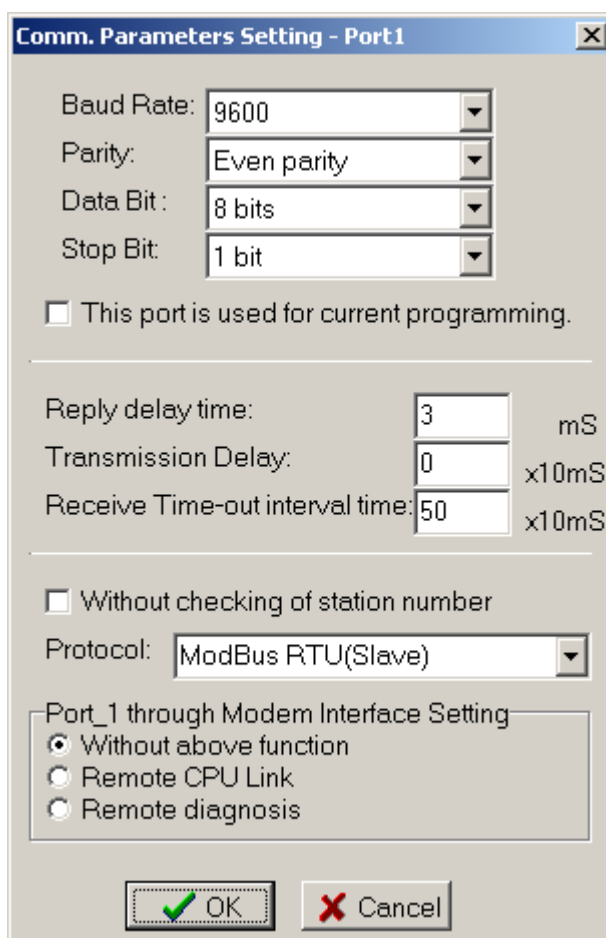 Comm. Parameters Setting - Port1
Baud Rate: 9600
Parity: Even parity
Data Bit : 8 bits
Stop Bit: 1 bit
This port is used for current programming.
Reply delay time: 3 mS
Transmission Delay: 0 x10mS
Receive Time-out interval time: 50 x10mS
Without checking of station number
Protocol: ModBus RTU(Slave)
Port_1 through Modem Interface Setting
Without above function
Remote CPU Link
Remote diagnosis
OK Cancel